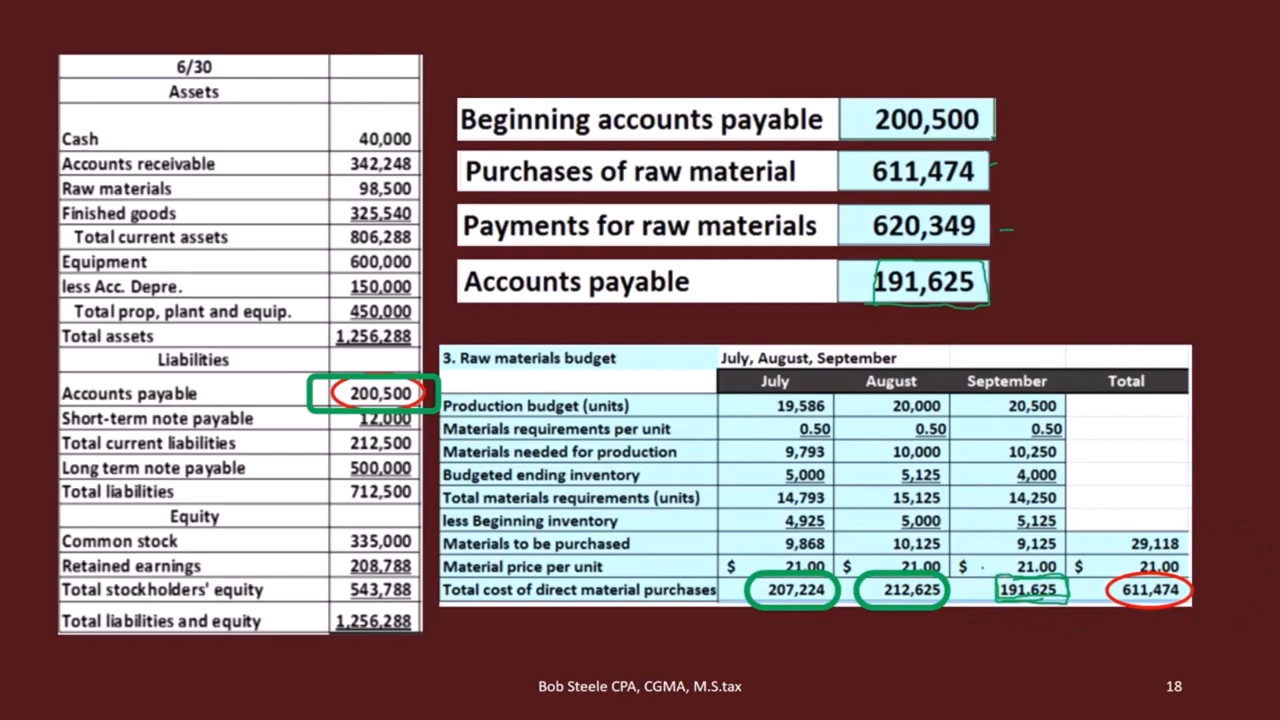 6/30
Assets
Cash 40,000
Accounts receivable 342,248
Raw materials 98,500
Finished goods 325,540
Total current assets 806,288
Equipment 600,000
less Acc. Depre. 150,000
Total prop, plant and equip. 450,000
Total assets 1,256,288
Liabilities
Accounts payable 200,500
Short-term note payable 12,000
Total current liabilities 212,500
Long term note payable 500,000
Total liabilities 712,500
Equity
Common stock 335,000
Retained earnings 208,788
Total stockholders' equity 543,788
Total liabilities and equity 1,256,288
Beginning accounts payable 200,500
Purchases of raw material 611,474
Payments for raw materials 620,349
Accounts payable 191,625
3. Raw materials budget July, August, September
July August September Total
Production budget (units) 19,586 20,000 20,500
Materials requirements per unit 0.50 0.50 0.50
Materials needed for production 9,793 10,000 10,250
Budgeted ending inventory 5,000 5,125 4,000
Total materials requirements (units) 14,793 15,125 14,250
less Beginning inventory 4,925 5,000 5,125
Materials to be purchased 9,868 10,125 9,125 29,118
Material price per unit $ 21.00 $ 21.00 $ 21.00 $ 21.00
Total cost of direct material purchases 207,224 212,625 191,625 611,474
Bob Steele CPA, CGMA, M.S.tax 18